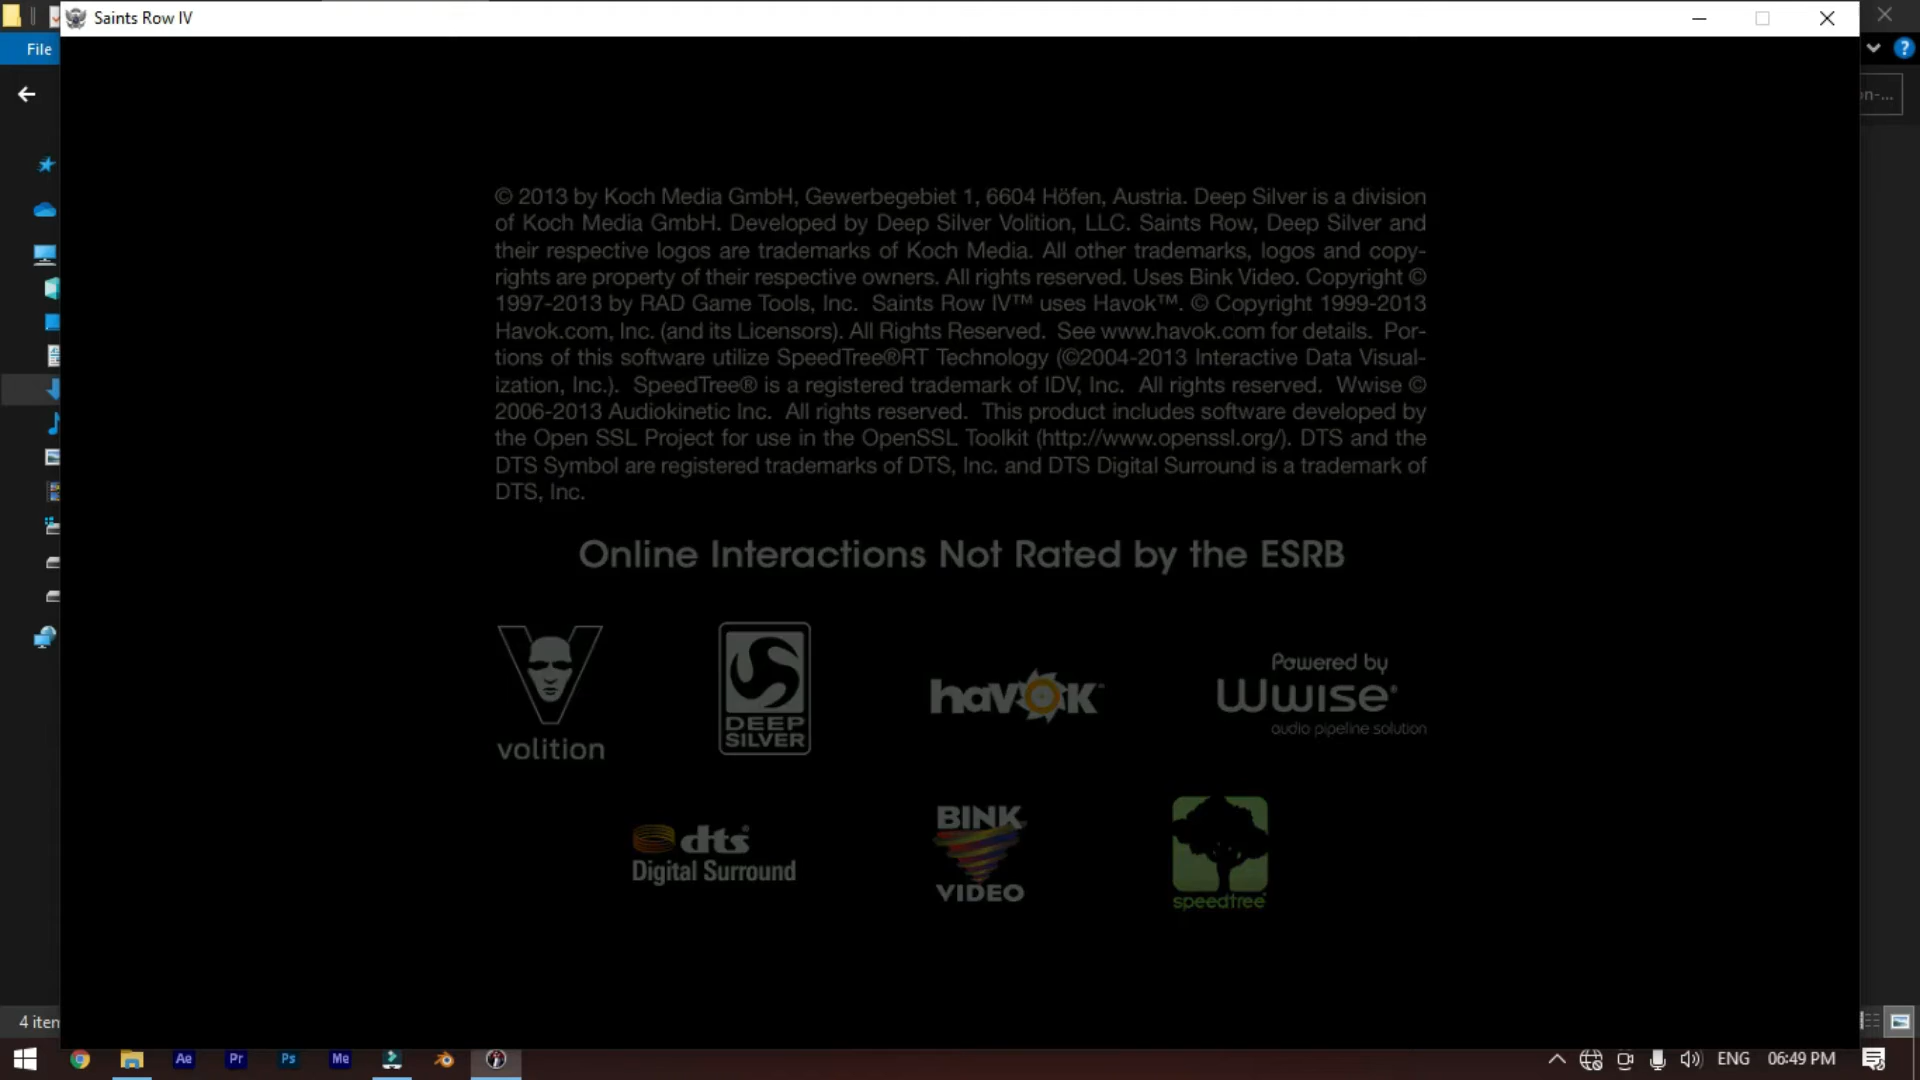 Saints Row IV
File
on-...
© 2013 by Koch Media GmbH, Gewerbegebiet 1, 6604 Höfen, Austria. Deep Silver is a division
of Koch Media GmbH. Developed by Deep Silver Volition, LLC. Saints Row, Deep Silver and
their respective logos are trademarks of Koch Media. All other trademarks, logos and copy-
rights are property of their respective owners. All rights reserved. Uses Bink Video. Copyright ©
1997-2013 by RAD Game Tools, Inc. Saints Row IV™ uses Havok™. © Copyright 1999-2013
Havok.com, Inc. (and its Licensors). All Rights Reserved. See www.havok.com for details. Por-
tions of this software utilize SpeedTree®RT Technology (©2004-2013 Interactive Data Visual-
ization, Inc.). SpeedTree® is a registered trademark of IDV, Inc. All rights reserved. Wwise ©
2006-2013 Audiokinetic Inc. All rights reserved. This product includes software developed by
the Open SSL Project for use in the OpenSSL Toolkit (http://www.openssl.org/). DTS and the
DTS Symbol are registered trademarks of DTS, Inc. and DTS Digital Surround is a trademark of
DTS, Inc.
Online Interactions Not Rated by the ESRB
volition
DEEP
SILVER
havok
Powered by
Wwise®
audio pipeline solution
dts®
Digital Surround
BINK
VIDEO
speedtree®
4 item
Ae Pr Ps Me
ENG 06:49 PM